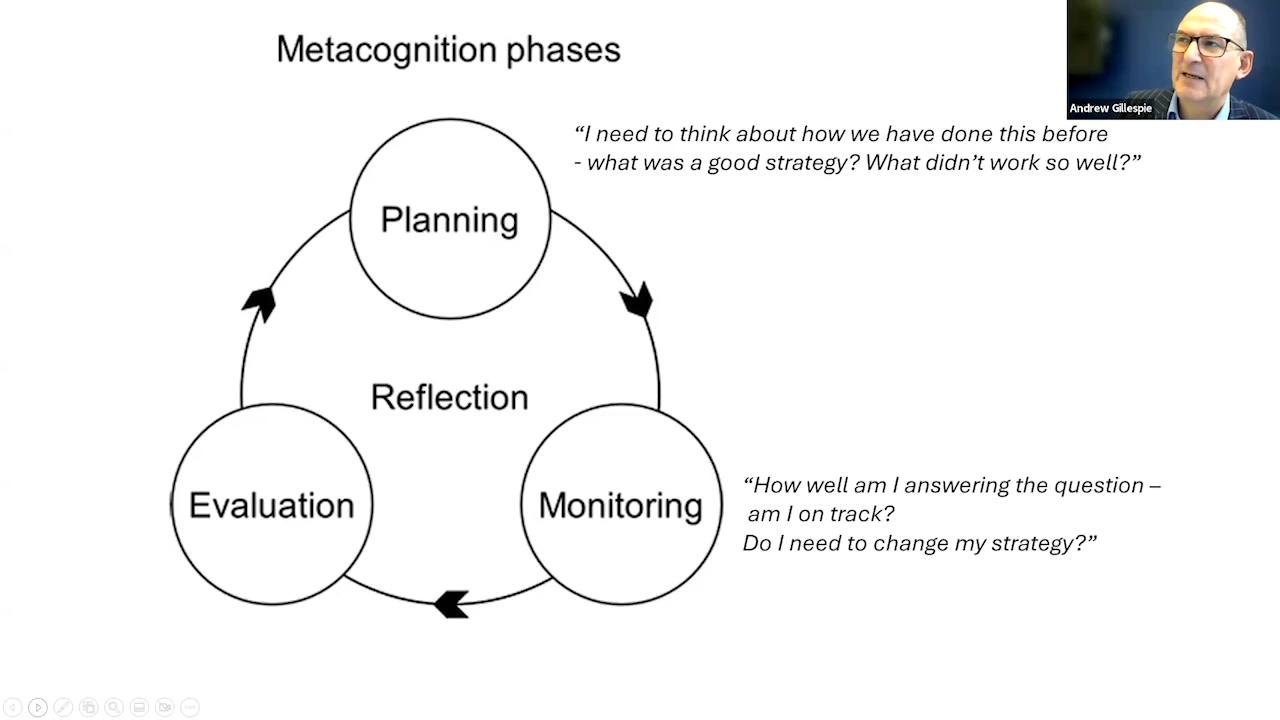 Metacognition phases
Andrew Gillespie
“I need to think about how we have done this before
- what was a good strategy? What didn’t work so well?”
Planning
Reflection
Evaluation
Monitoring
“How well am I answering the question –
am I on track?
Do I need to change my strategy?”